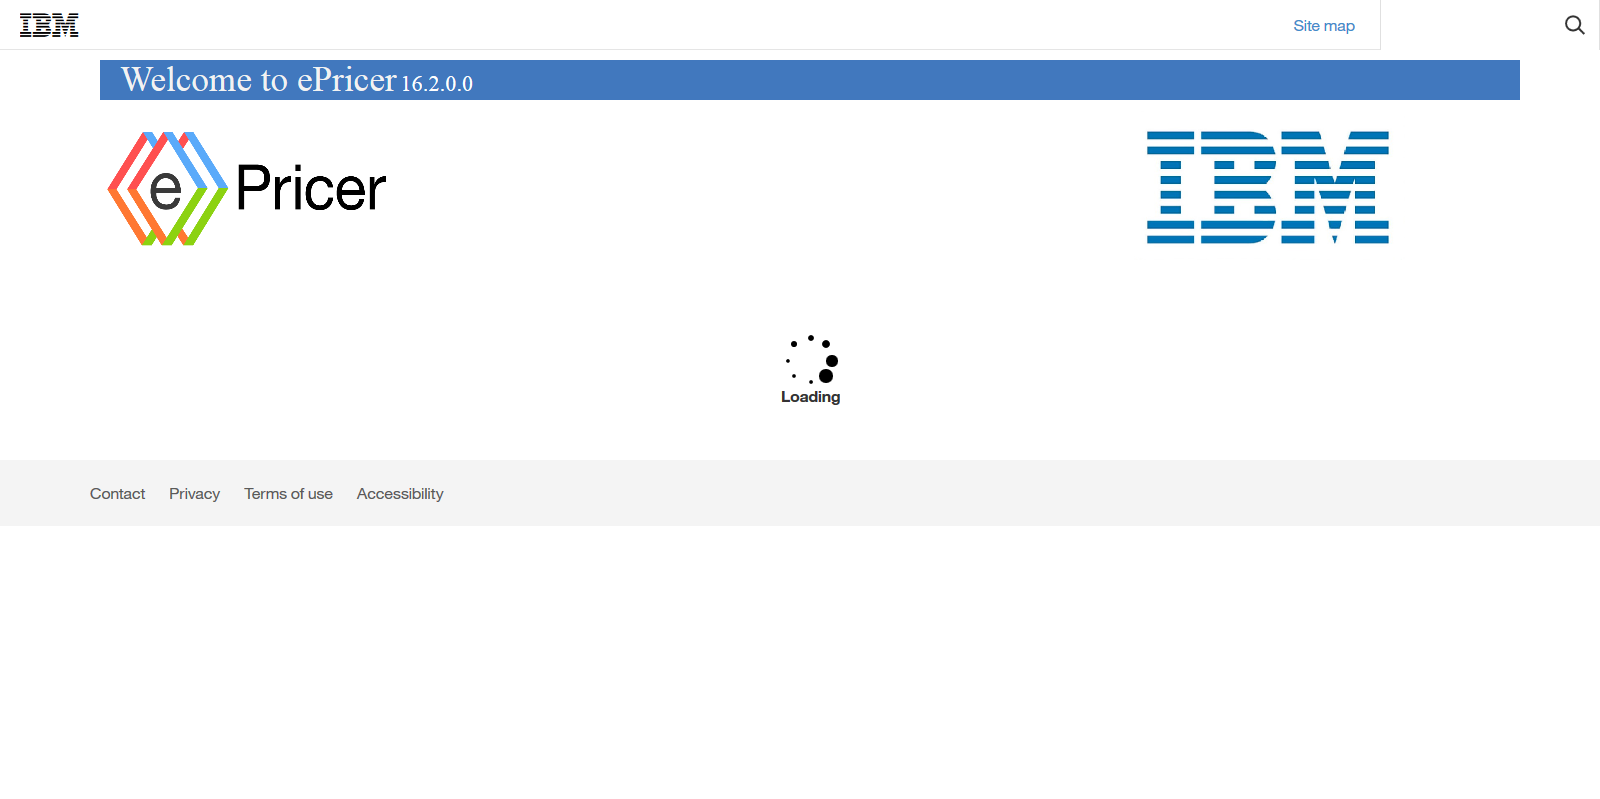 IBM
Site map
Welcome to ePricer 16.2.0.0
e Pricer
IBM
Loading
Contact Privacy Terms of use Accessibility